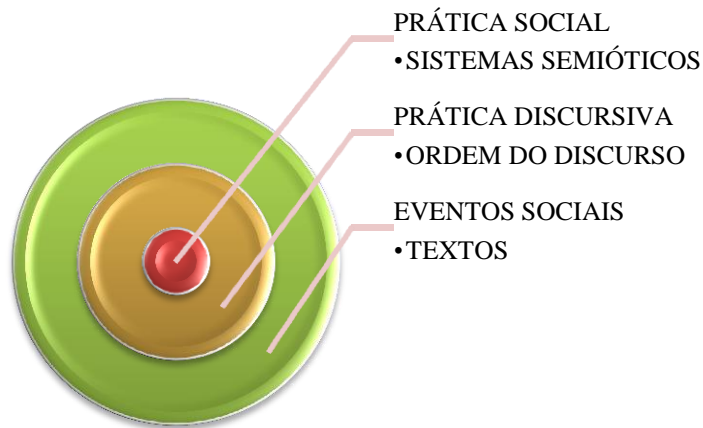 PRÁTICA SOCIAL
•SISTEMAS SEMIÓTICOS
PRÁTICA DISCURSIVA
•ORDEM DO DISCURSO
EVENTOS SOCIAIS
•TEXTOS